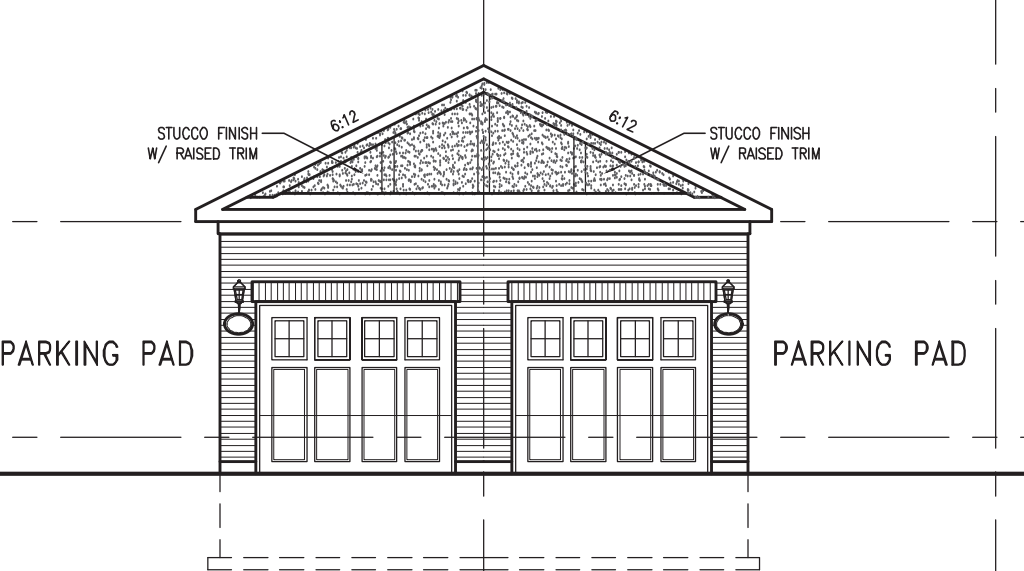 6:12
6:12
STUCCO FINISH
W/ RAISED TRIM
STUCCO FINISH
W/ RAISED TRIM
PARKING PAD
PARKING PAD